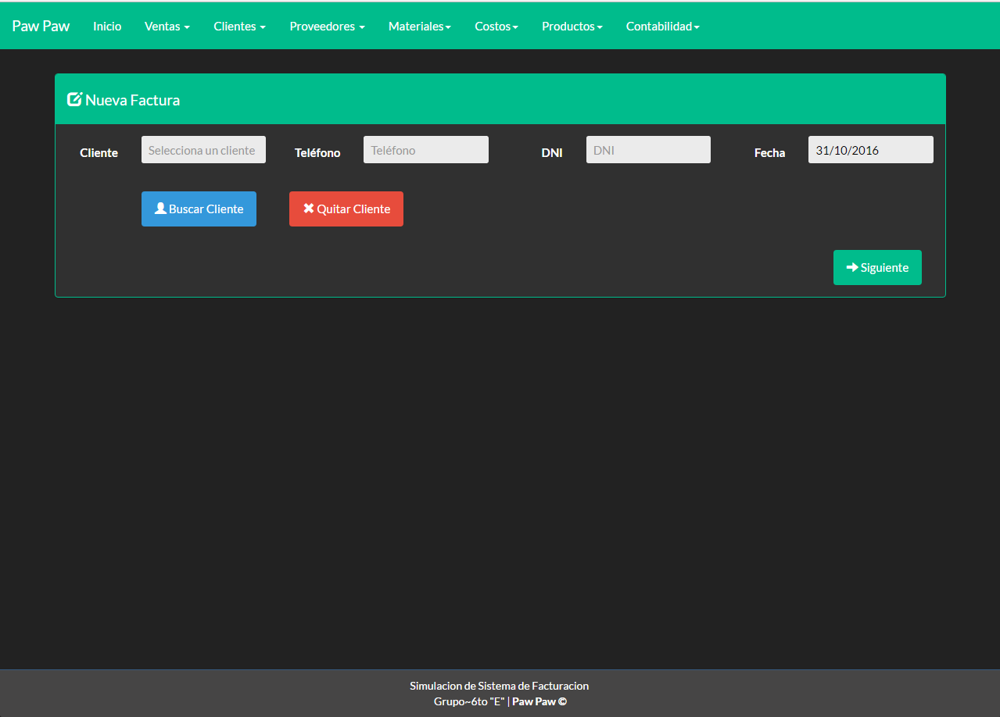 Paw Paw Inicio Ventas Clientes Proveedores Materiales Costos Productos Contabilidad
Nueva Factura
Cliente Selecciona un cliente Teléfono Teléfono DNI DNI Fecha 31/10/2016
Buscar Cliente Quitar Cliente
Siguiente
Simulacion de Sistema de Facturacion
Grupo~6to "E" | Paw Paw ©